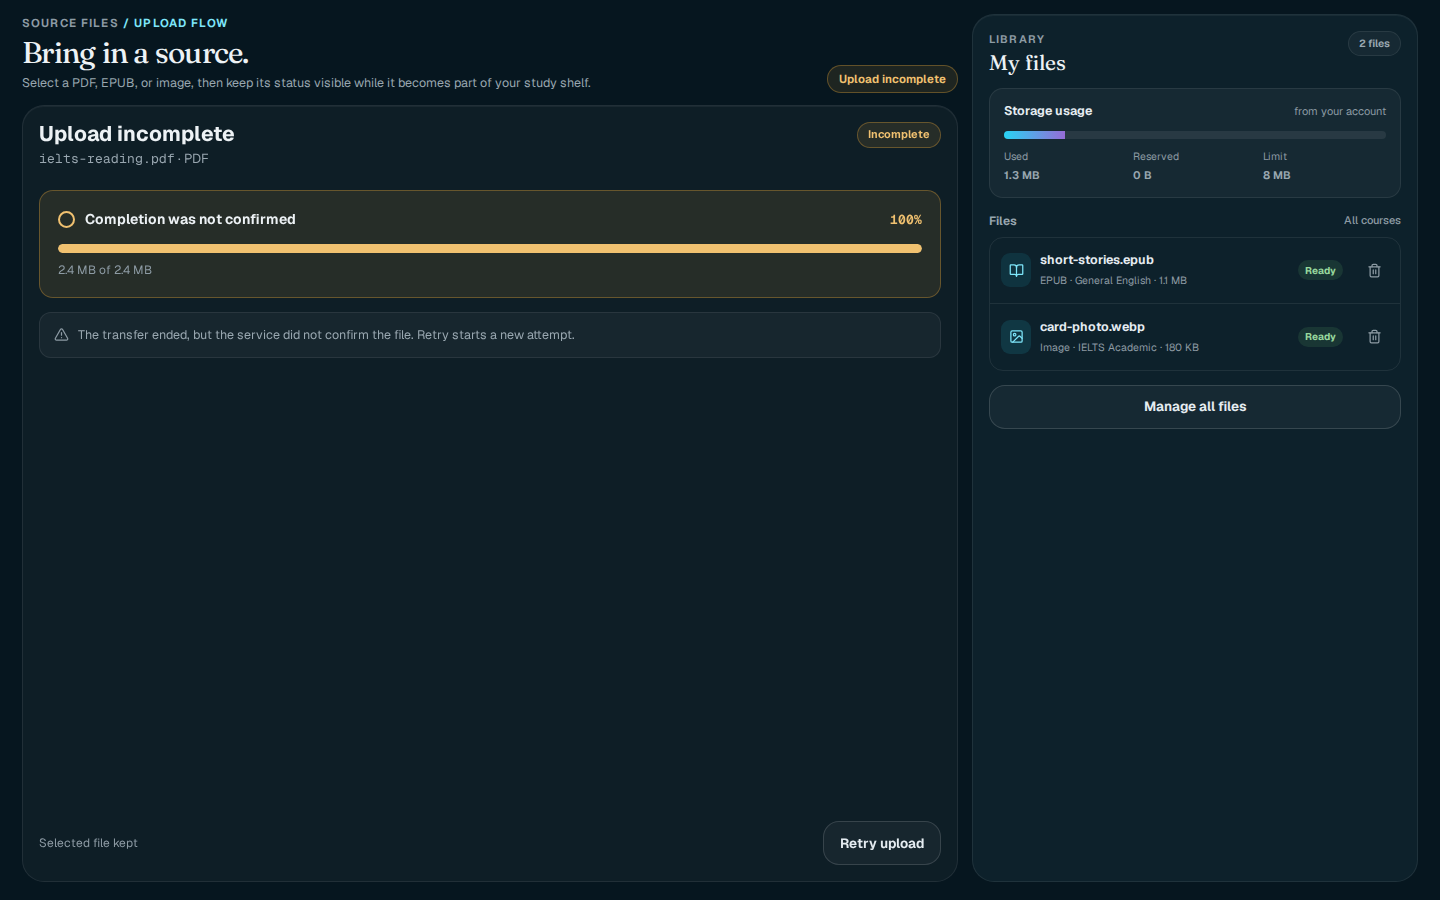 SOURCE FILES / UPLOAD FLOW
Bring in a source.
Select a PDF, EPUB, or image, then keep its status visible while it becomes part of your study shelf.
Upload incomplete
Upload incomplete
Incomplete
ielts-reading.pdf · PDF
Completion was not confirmed
100%
2.4 MB of 2.4 MB
The transfer ended, but the service did not confirm the file. Retry starts a new attempt.
Selected file kept
Retry upload
LIBRARY
2 files
My files
Storage usage
from your account
Used Reserved Limit
1.3 MB 0 B 8 MB
Files
All courses
short-stories.epub
EPUB · General English · 1.1 MB
Ready
card-photo.webp
Image · IELTS Academic · 180 KB
Ready
Manage all files